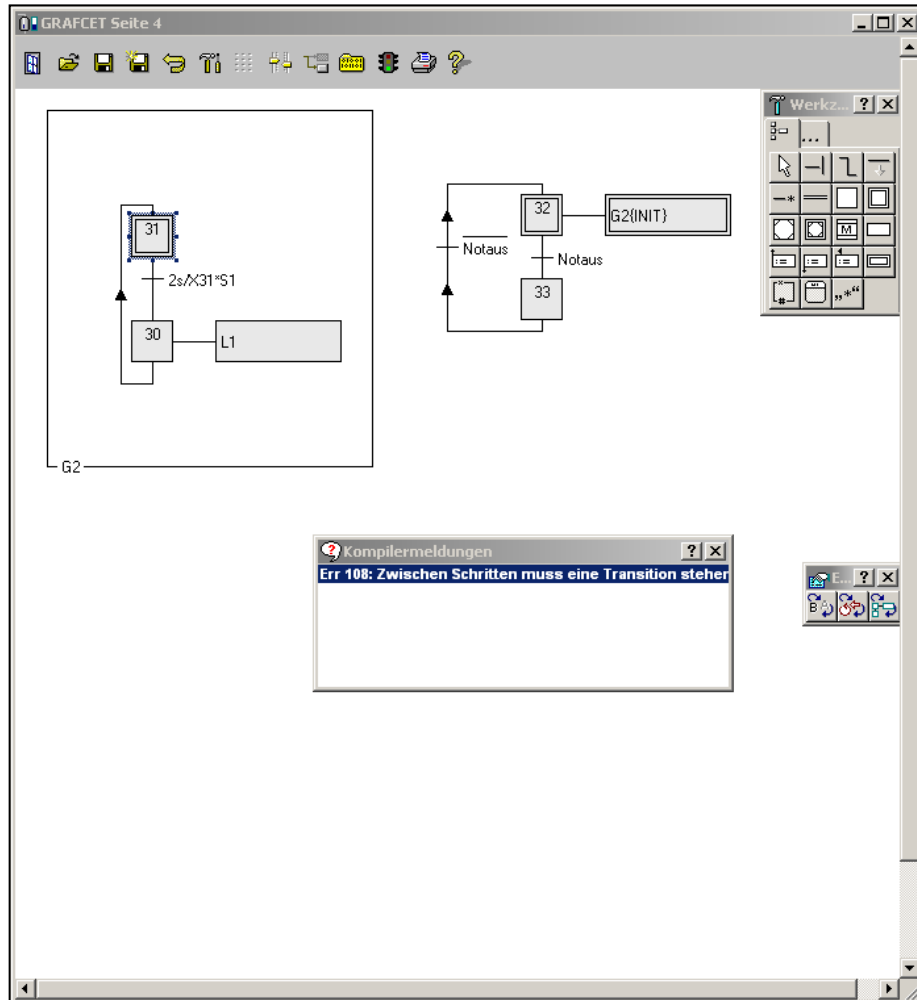 GRAFCET Seite 4
Werkz...
...
M
„*“
31
2s/X31*S1
30
L1
G2
32
G2{INIT}
Notaus
Notaus
33
Kompilermeldungen
Err 108: Zwischen Schritten muss eine Transition stehen
E...
B A